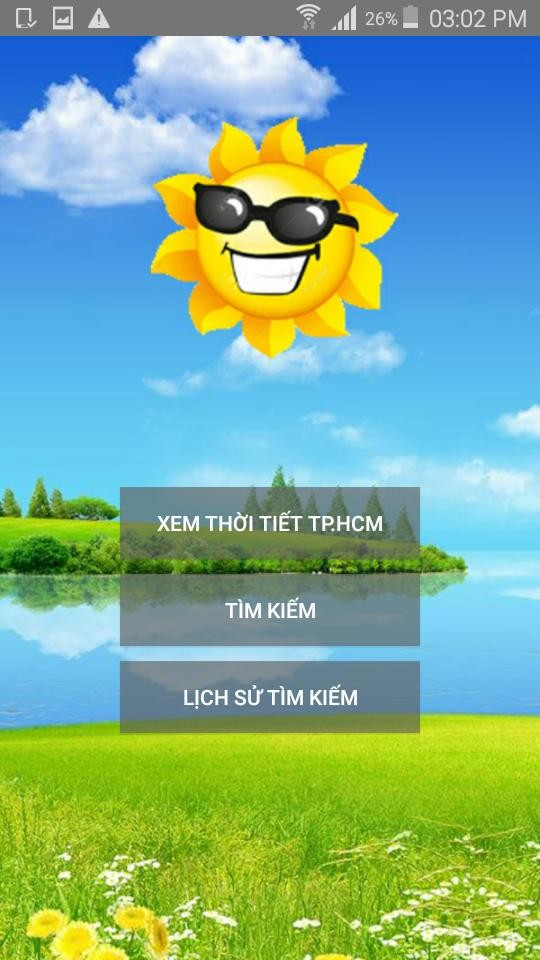 26% 03:02 PM
XEM THỜI TIẾT TP.HCM
TÌM KIẾM
LỊCH SỬ TÌM KIẾM